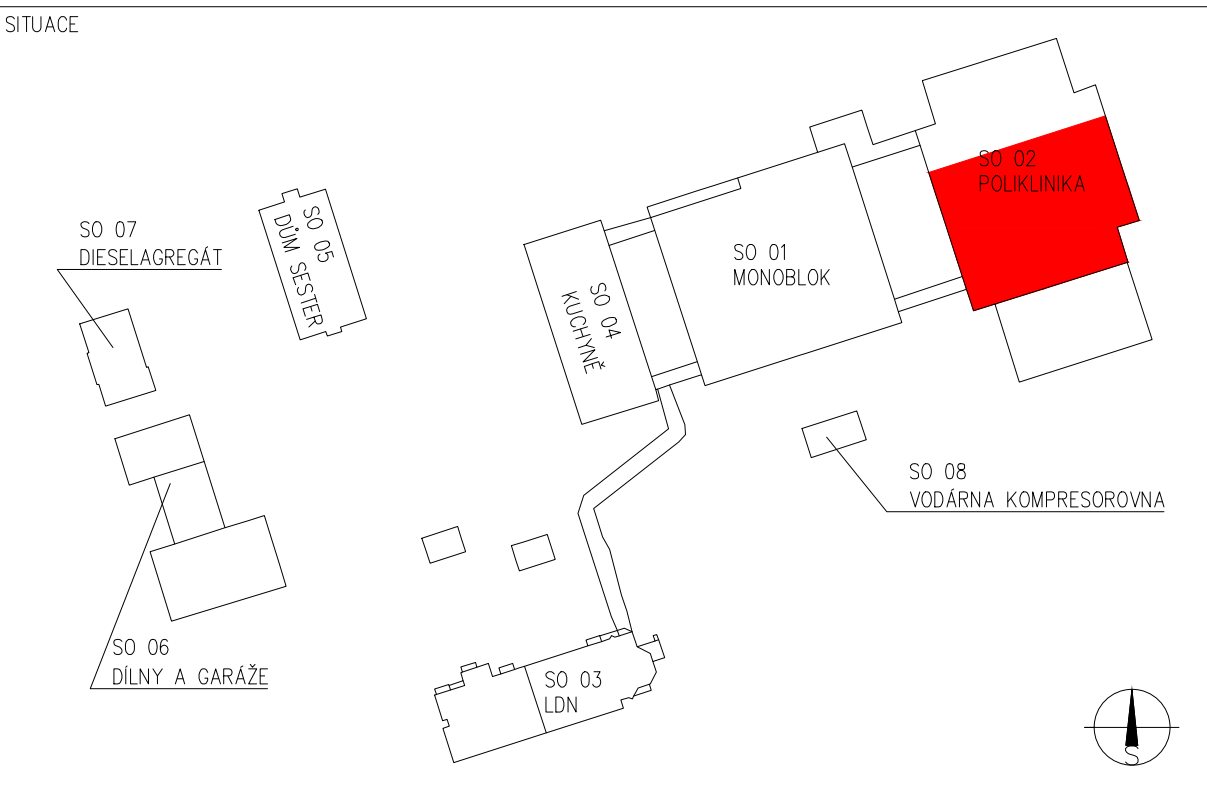 SITUACE
SO 02
POLIKLINIKA
SO 07
DIESELAGREGÁT
SO 05
DŮM SESTER
SO 01
MONOBLOK
SO 04
KUCHYNĚ
SO 08
VODÁRNA KOMPRESOROVNA
SO 06
DÍLNY A GARÁŽE
SO 03
LDN
S